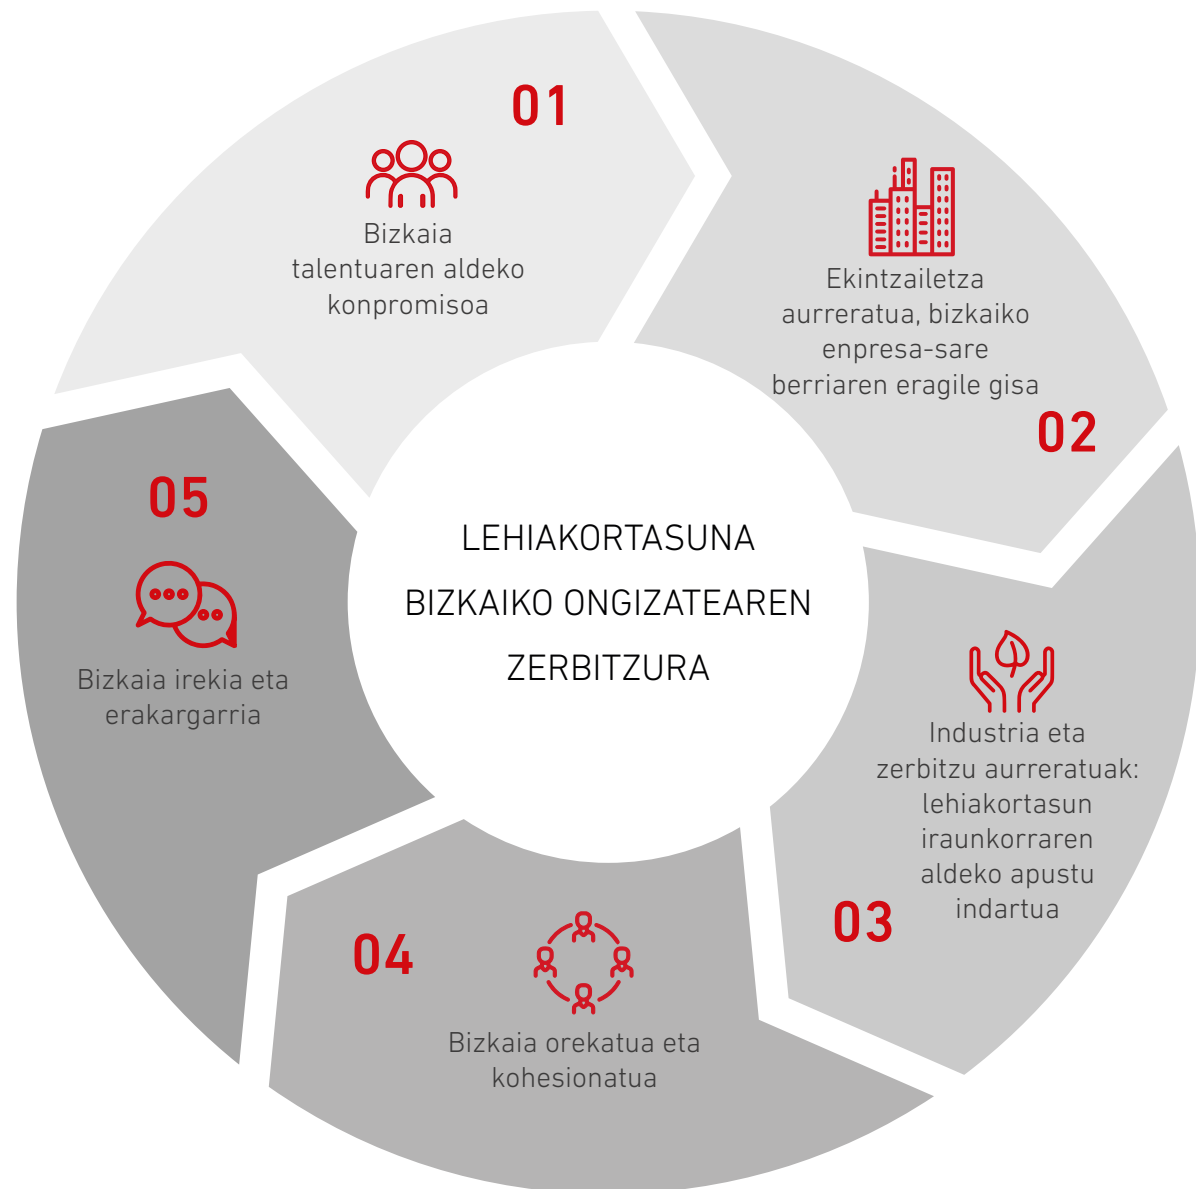 01
Bizkaia
talentuaren aldeko
konpromisoa
Ekintzailetza
aurreratua, bizkaiko
enpresa-sare
berriaren eragile gisa
02
Industria eta
zerbitzu aurreratuak:
lehiakortasun
iraunkorraren
aldeko apustu
indartua
03
04
Bizkaia orekatua eta
kohesionatua
05
Bizkaia irekia eta
erakargarria
LEHIAKORTASUNA
BIZKAIKO ONGIZATEAREN
ZERBITZURA